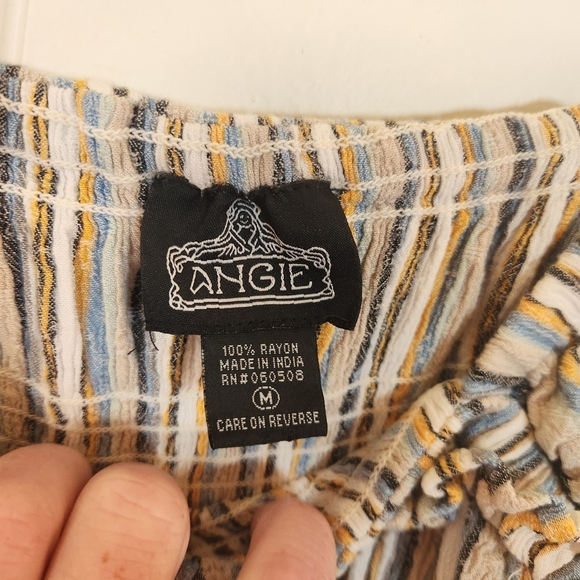 ANGIE
100% RAYON
MADE IN INDIA
RN#060508
M
CARE ON REVERSE